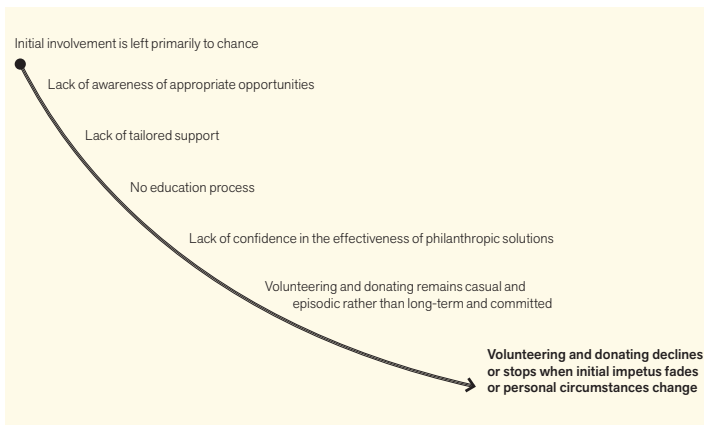 Initial involvement is left primarily to chance
Lack of awareness of appropriate opportunities
Lack of tailored support
No education process
Lack of confidence in the effectiveness of philanthropic solutions
Volunteering and donating remains casual and
episodic rather than long-term and committed
Volunteering and donating declines
or stops when initial impetus fades
or personal circumstances change